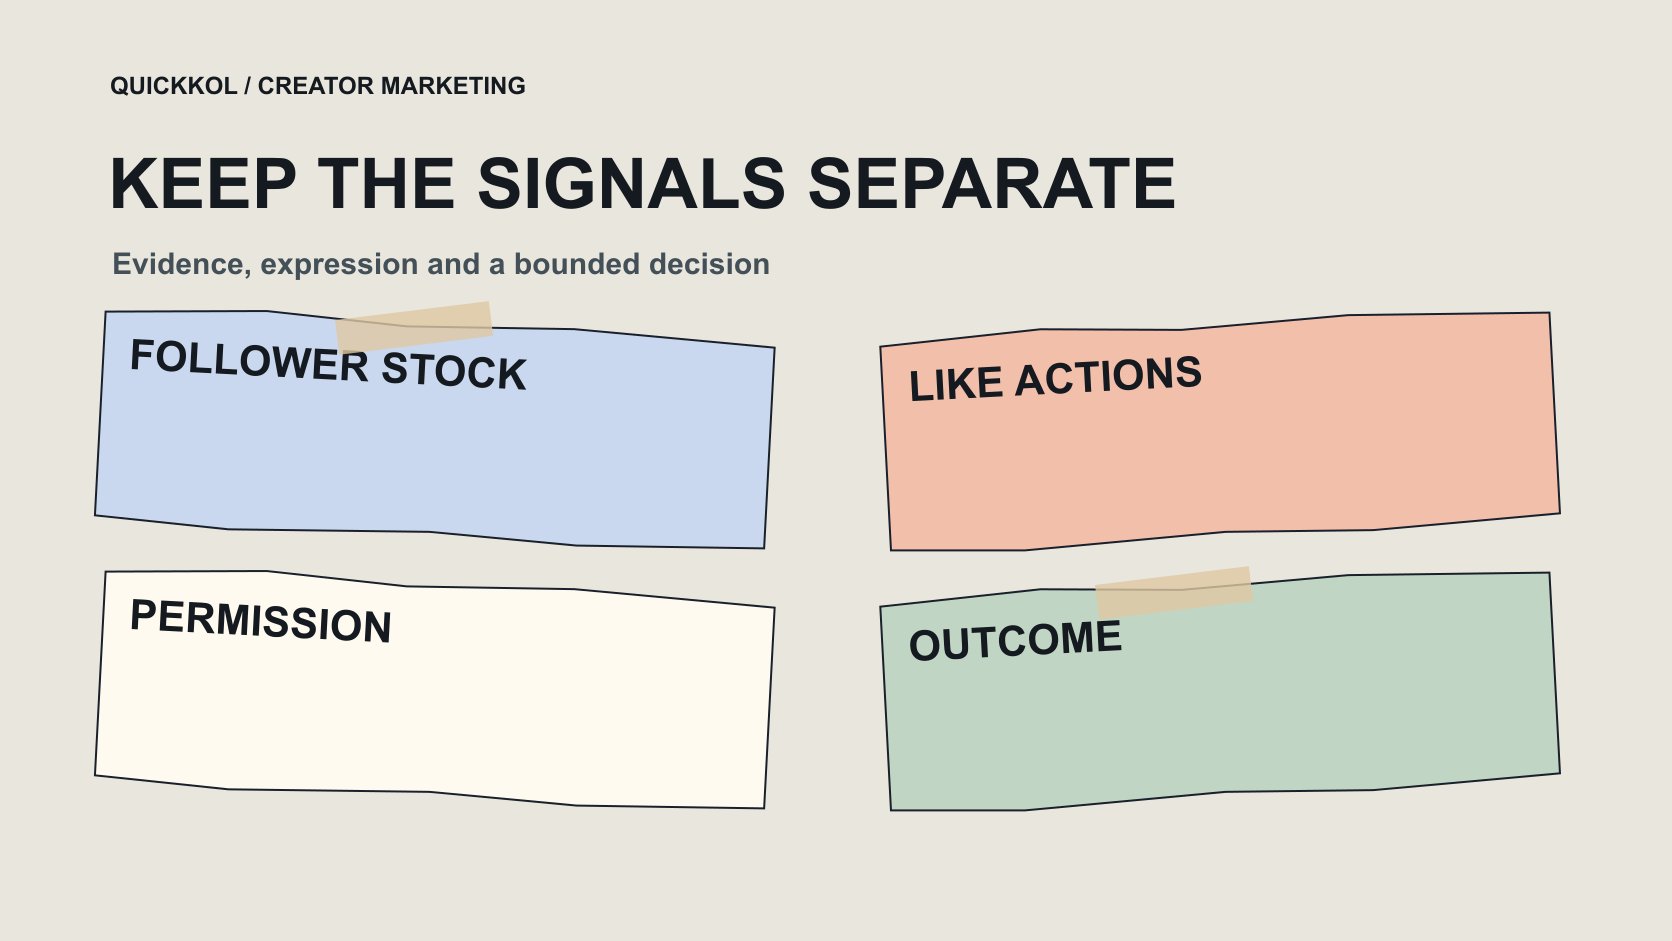 QUICKKOL / CREATOR MARKETING
KEEP THE SIGNALS SEPARATE
Evidence, expression and a bounded decision
FOLLOWER STOCK
LIKE ACTIONS
PERMISSION
OUTCOME